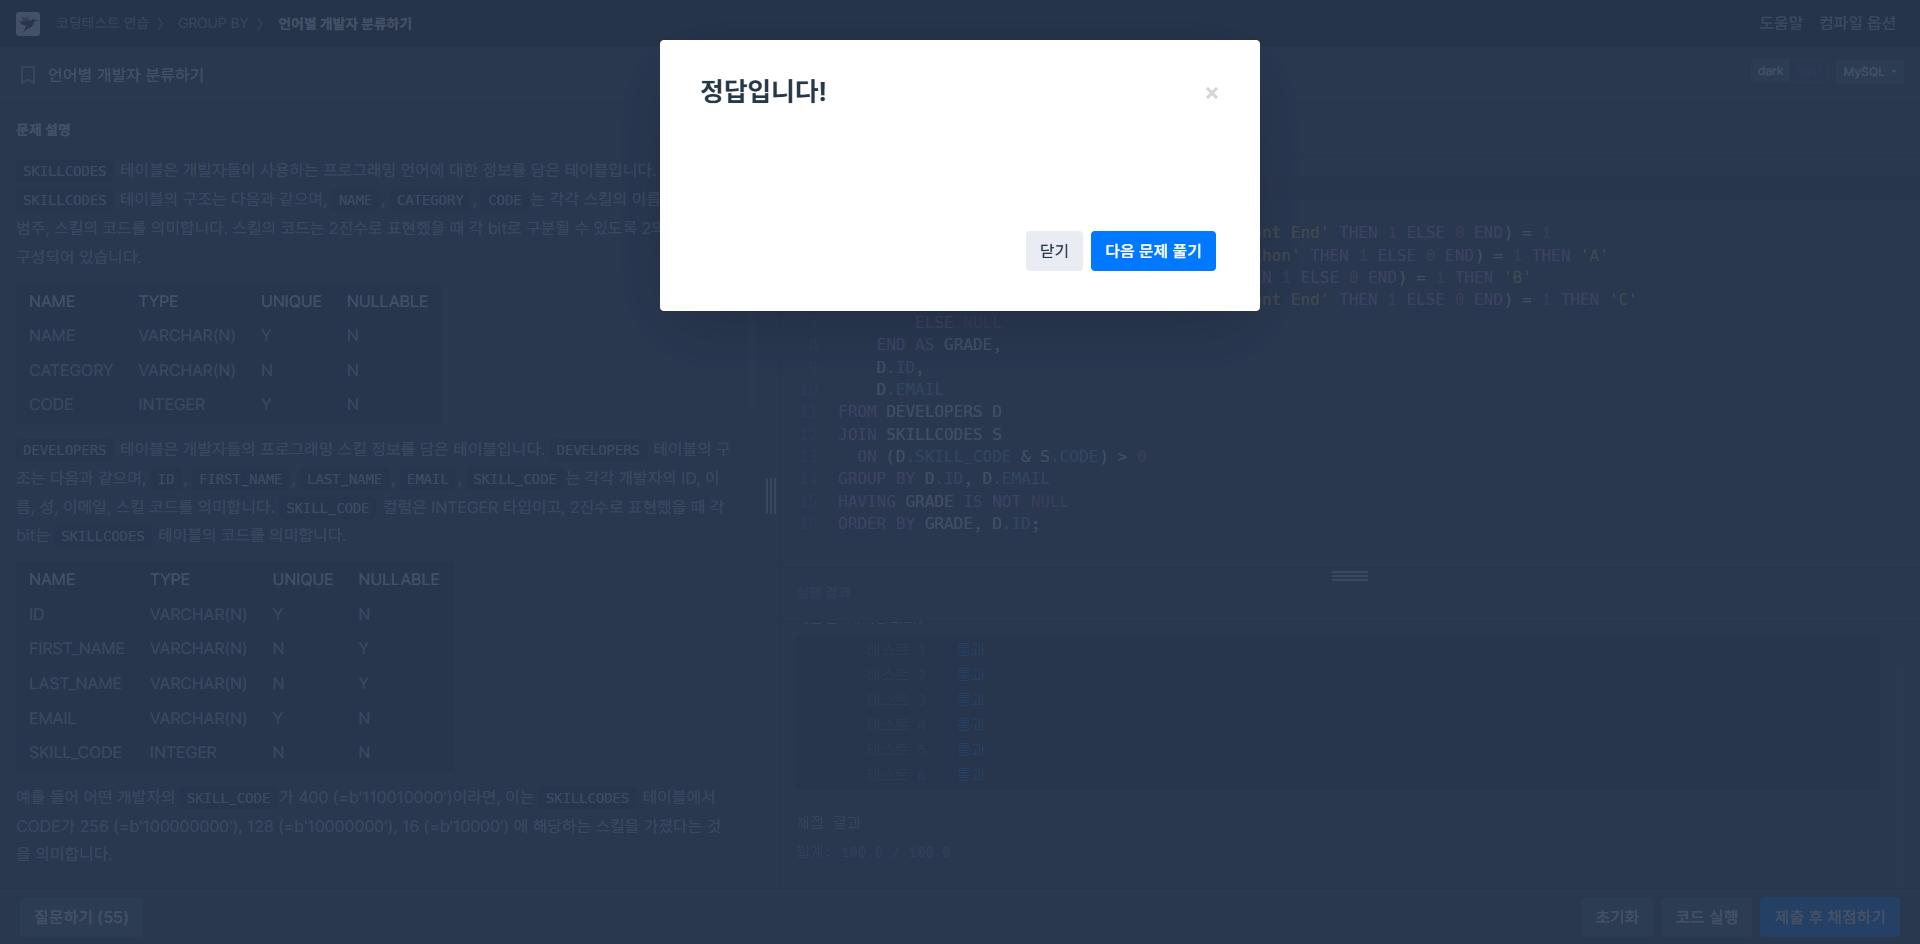 코딩테스트 연습 〉 GROUP BY 〉 언어별 개발자 분류하기
도움말 컴파일 옵션
언어별 개발자 분류하기
dark
MySQL
정답입니다!
×
닫기
다음 문제 풀기
문제 설명
SKILLCODES 테이블은 개발자들이 사용하는 프로그래밍 언어에 대한 정보를 담은 테이블입니다.
SKILLCODES 테이블의 구조는 다음과 같으며, NAME, CATEGORY, CODE 는 각각 스킬의 이름
범주, 스킬의 코드를 의미합니다. 스킬의 코드는 2진수로 표현했을 때 각 bit로 구분될 수 있도록 2의
구성되어 있습니다.
NAME TYPE UNIQUE NULLABLE
NAME VARCHAR(N) Y N
CATEGORY VARCHAR(N) N N
CODE INTEGER Y N
DEVELOPERS 테이블은 개발자들의 프로그래밍 스킬 정보를 담은 테이블입니다. DEVELOPERS 테이블의 구
조는 다음과 같으며, ID, FIRST_NAME, LAST_NAME, EMAIL, SKILL_CODE 는 각각 개발자의 ID, 이
름, 성, 이메일, 스킬 코드를 의미합니다. SKILL_CODE 컬럼은 INTEGER 타입이고, 2진수로 표현했을 때 각
bit는 SKILLCODES 테이블의 코드를 의미합니다.
NAME TYPE UNIQUE NULLABLE
ID VARCHAR(N) Y N
FIRST_NAME VARCHAR(N) N Y
LAST_NAME VARCHAR(N) N Y
EMAIL VARCHAR(N) Y N
SKILL_CODE INTEGER N N
예를 들어 어떤 개발자의 SKILL_CODE 가 400 (=b'110010000')이라면, 이는 SKILLCODES 테이블에서
CODE가 256 (=b'100000000'), 128 (=b'10000000'), 16 (=b'10000') 에 해당하는 스킬을 가졌다는 것
을 의미합니다.
nt End' THEN 1 ELSE 0 END) = 1
hon' THEN 1 ELSE 0 END) = 1 THEN 'A'
N 1 ELSE 0 END) = 1 THEN 'B'
nt End' THEN 1 ELSE 0 END) = 1 THEN 'C'
ELSE NULL
8 END AS GRADE,
9 D.ID,
10 D.EMAIL
11 FROM DEVELOPERS D
12 JOIN SKILLCODES S
13 ON (D.SKILL_CODE & S.CODE) > 0
14 GROUP BY D.ID, D.EMAIL
15 HAVING GRADE IS NOT NULL
16 ORDER BY GRADE, D.ID;
실행 결과
테스트 1 통과
테스트 2 통과
테스트 3 통과
테스트 4 통과
테스트 5 통과
테스트 6 통과
채점 결과
합계: 100.0 / 100.0
질문하기 (55)
초기화
코드 실행
제출 후 채점하기